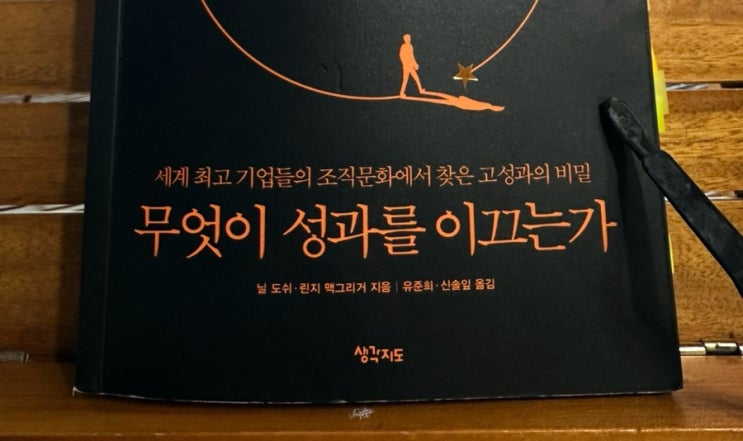 세계 최고 기업들의 조직문화에서 찾은 고성과의 비밀
무엇이 성과를 이끄는가
닐 도쉬·린지 맥그리거 지음 | 유준희·신솔잎 옮김
생각지도